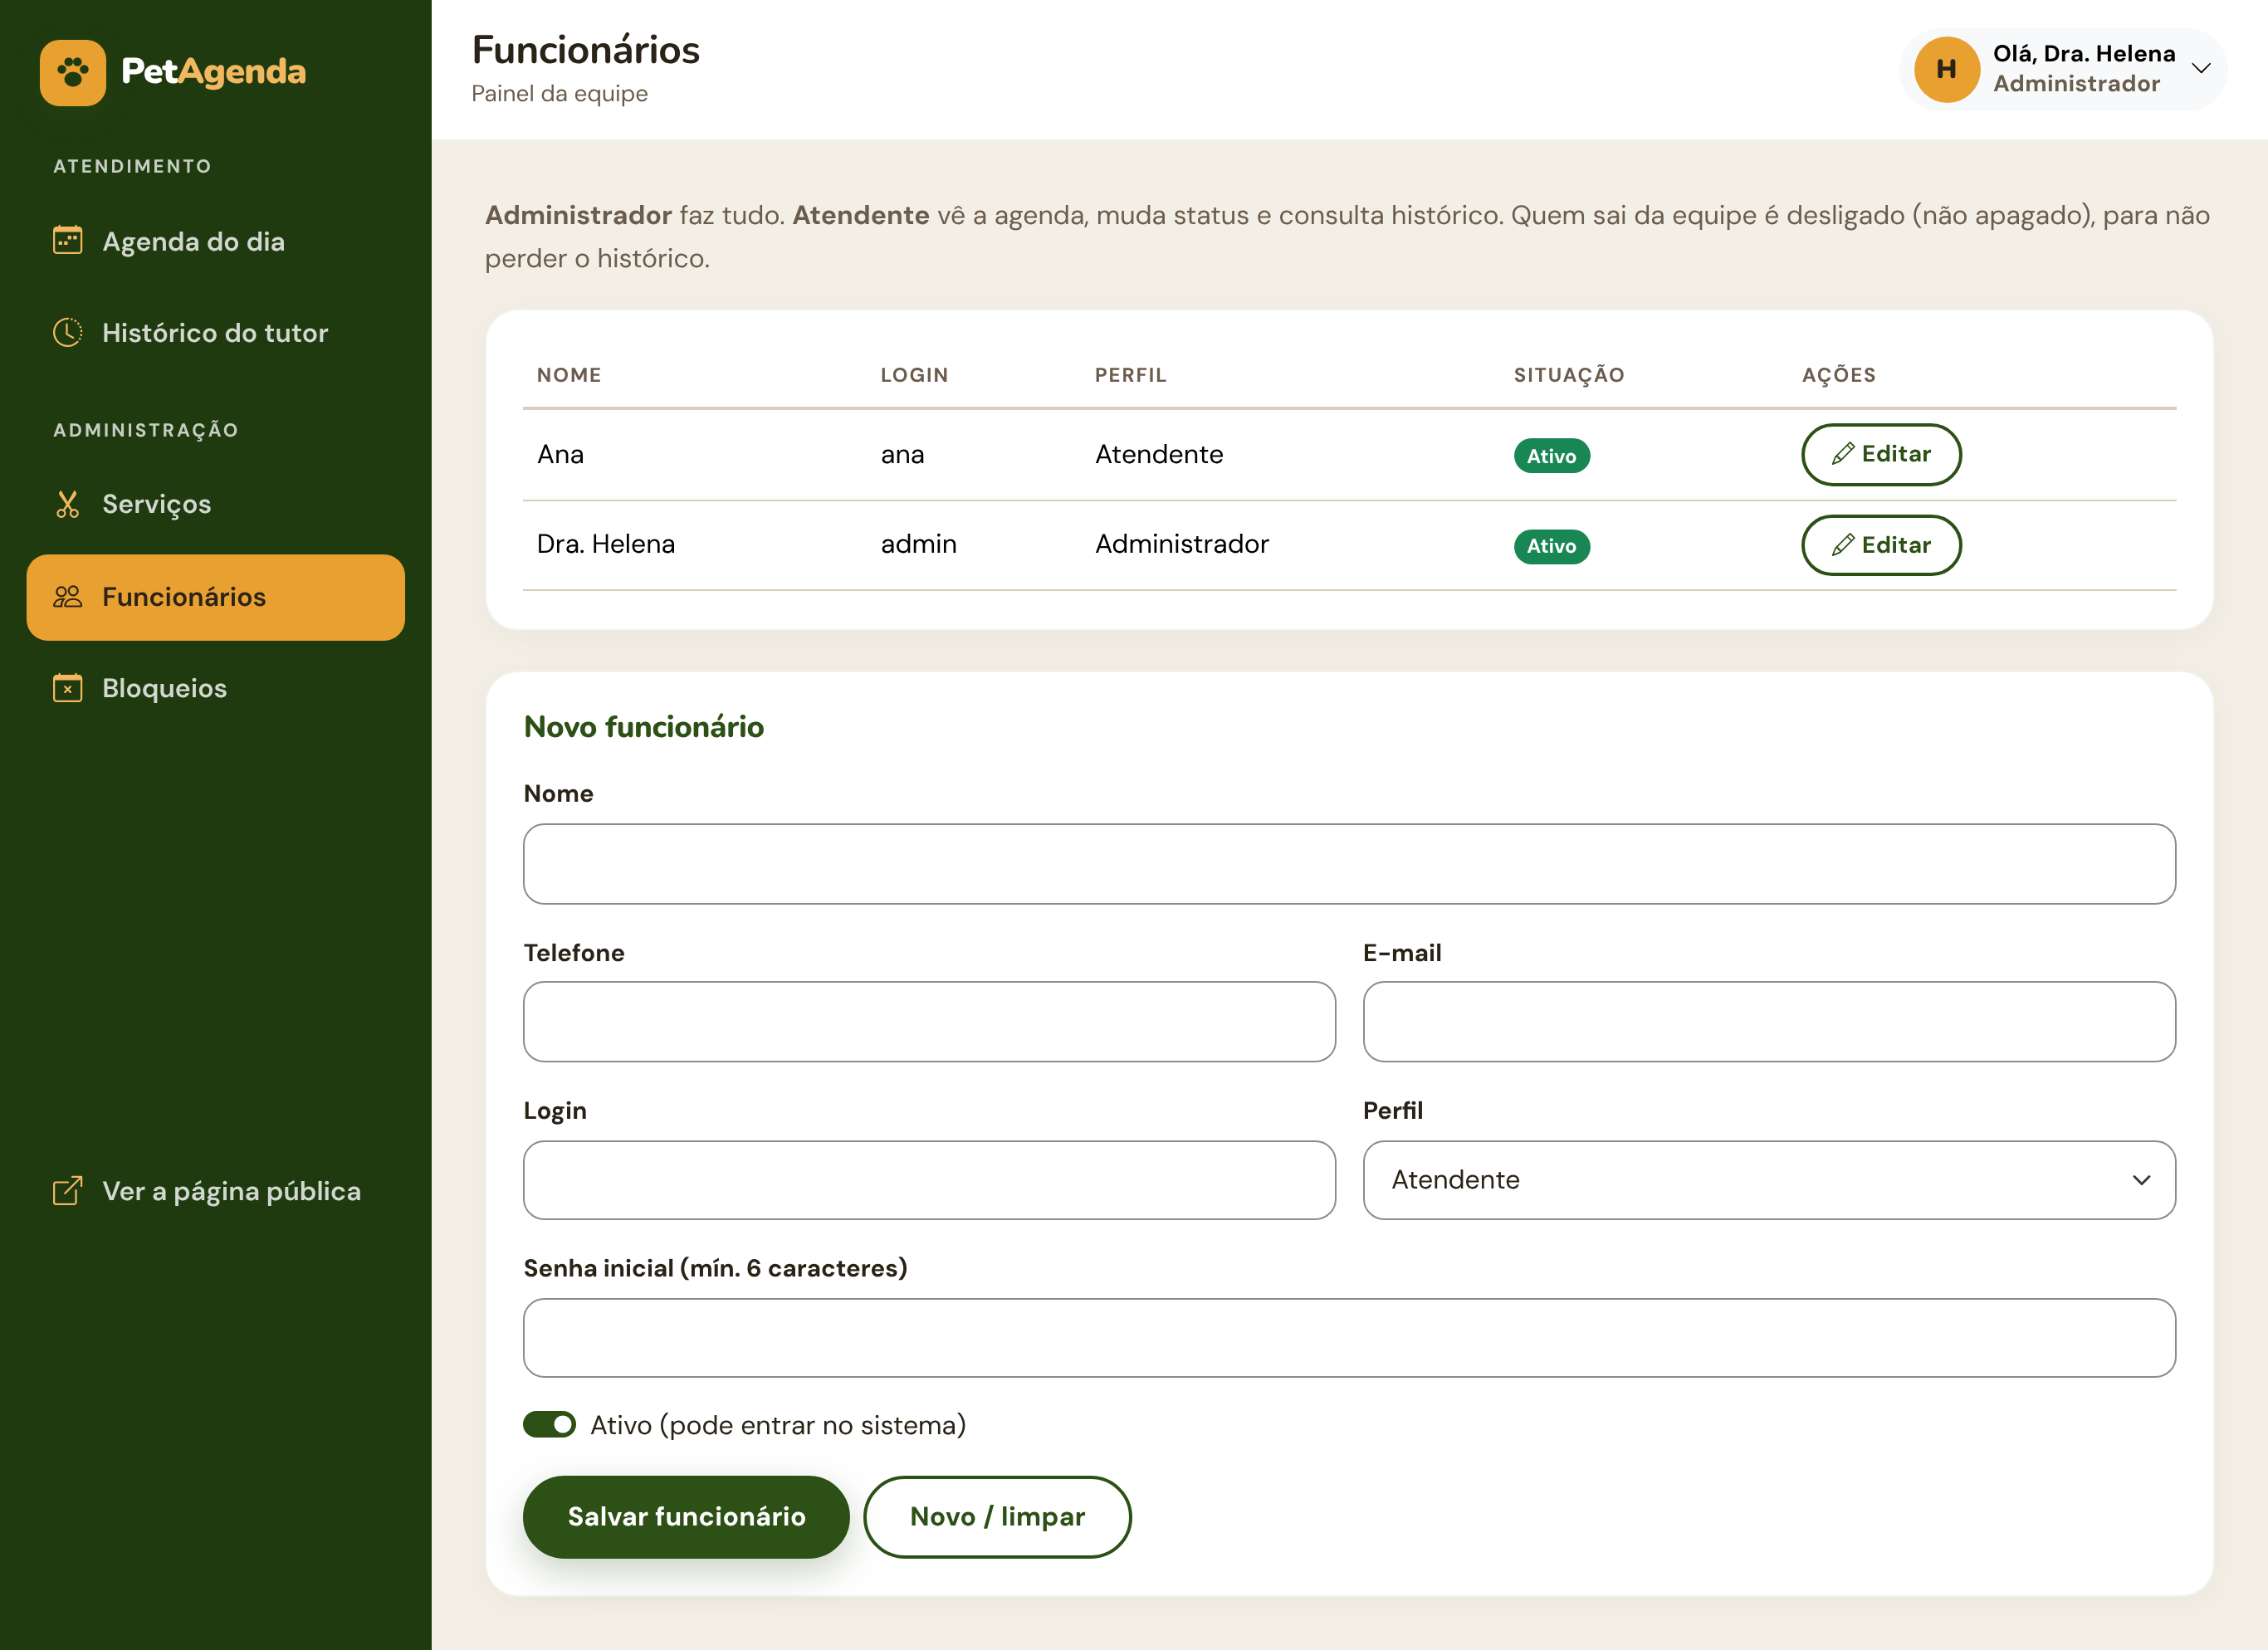 PetAgenda
ATENDIMENTO
Agenda do dia
Histórico do tutor
ADMINISTRAÇÃO
Serviços
Funcionários
Bloqueios
Ver a página pública
Funcionários
Painel da equipe
H
Olá, Dra. Helena
Administrador
Administrador faz tudo. Atendente vê a agenda, muda status e consulta histórico. Quem sai da equipe é desligado (não apagado), para não
perder o histórico.
NOME LOGIN PERFIL SITUAÇÃO AÇÕES
Ana ana Atendente Ativo Editar
Dra. Helena admin Administrador Ativo Editar
Novo funcionário
Nome
Telefone E-mail
Login Perfil
Atendente
Senha inicial (mín. 6 caracteres)
Ativo (pode entrar no sistema)
Salvar funcionário Novo / limpar